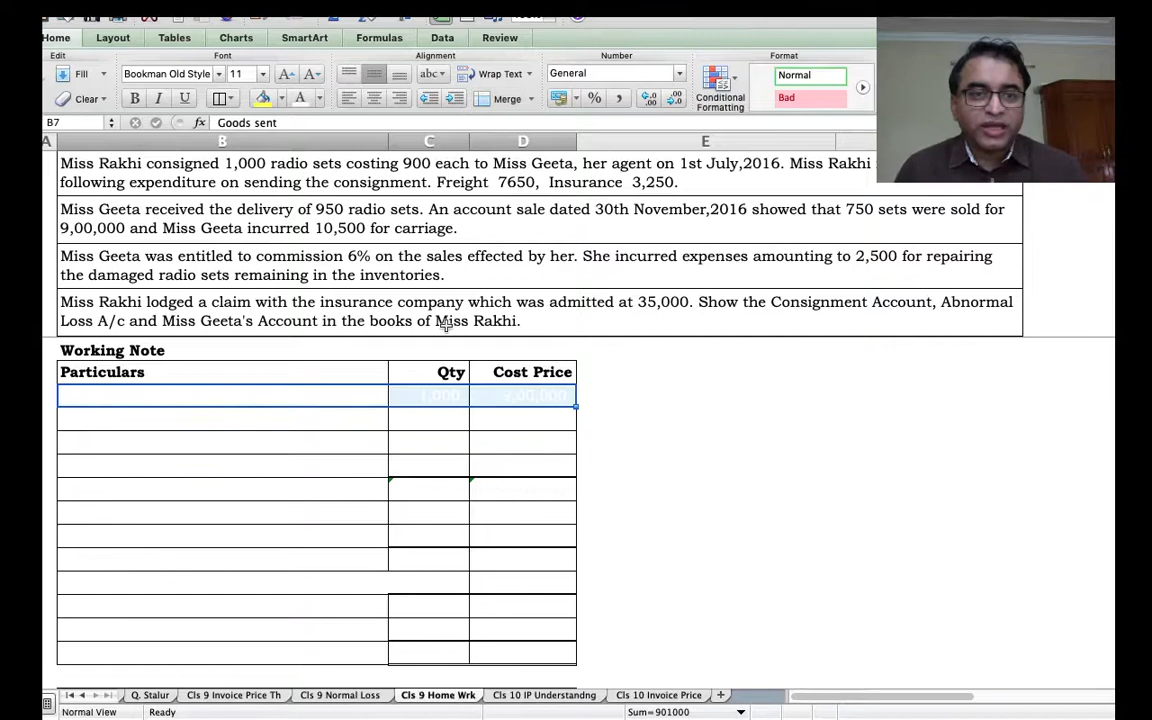 Home Layout Tables Charts SmartArt Formulas Data Review
Edit Font Alignment Number Format
Fill Bookman Old Style 11 A A abc Wrap Text General Normal
Clear B I U A Merge % Conditional Formatting Bad
B7 fx Goods sent
A B C D E
Miss Rakhi consigned 1,000 radio sets costing 900 each to Miss Geeta, her agent on 1st July,2016. Miss Rakhi
following expenditure on sending the consignment. Freight 7650, Insurance 3,250.
Miss Geeta received the delivery of 950 radio sets. An account sale dated 30th November,2016 showed that 750 sets were sold for
9,00,000 and Miss Geeta incurred 10,500 for carriage.
Miss Geeta was entitled to commission 6% on the sales effected by her. She incurred expenses amounting to 2,500 for repairing
the damaged radio sets remaining in the inventories.
Miss Rakhi lodged a claim with the insurance company which was admitted at 35,000. Show the Consignment Account, Abnormal
Loss A/c and Miss Geeta's Account in the books of Miss Rakhi.
Working Note
Particulars Qty Cost Price
1,000 9,00,000
Q. Stalur Cls 9 Invoice Price Th Cls 9 Normal Loss Cls 9 Home Wrk Cls 10 IP Understandng Cls 10 Invoice Price +
Normal View Ready Sum=901000